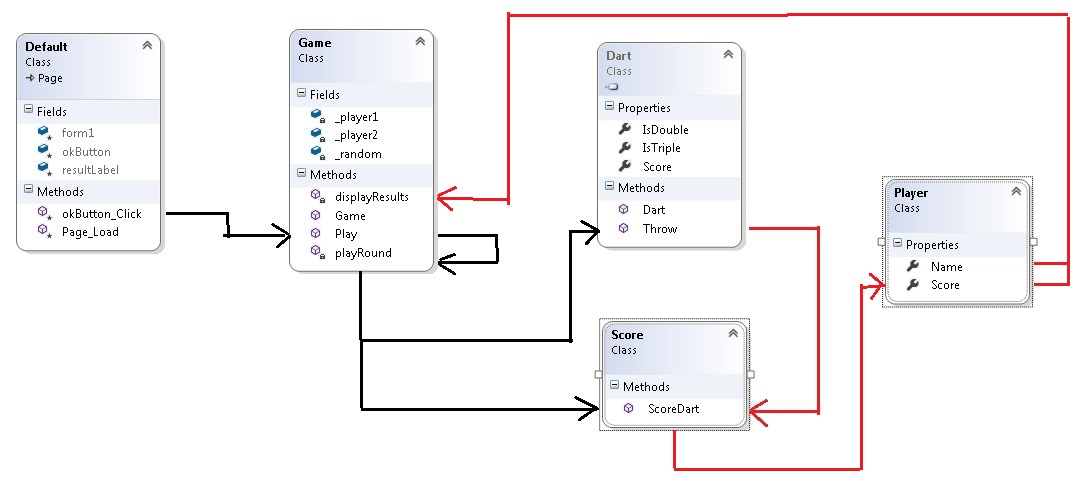 Default
Class
Page
Fields
form1
okButton
resultLabel
Methods
okButton_Click
Page_Load
Game
Class
Fields
_player1
_player2
_random
Methods
displayResults
Game
Play
playRound
Dart
Class
Properties
IsDouble
IsTriple
Score
Methods
Dart
Throw
Score
Class
Methods
ScoreDart
Player
Class
Properties
Name
Score